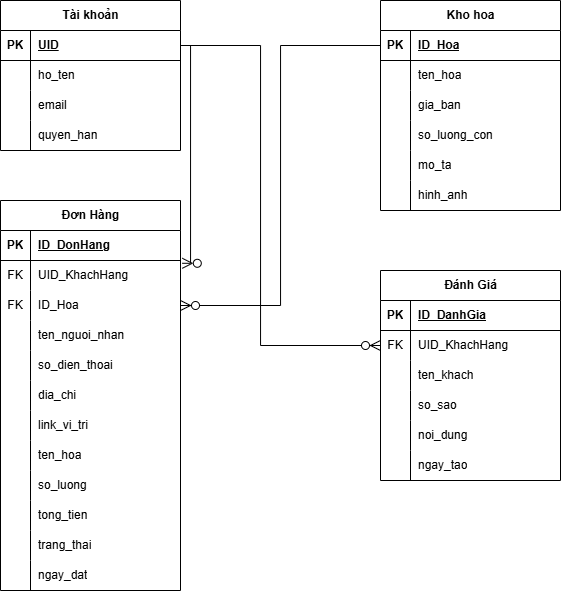 Tài khoản
PK UID
ho_ten
email
quyen_han
Kho hoa
PK ID_Hoa
ten_hoa
gia_ban
so_luong_con
mo_ta
hinh_anh
Đơn Hàng
PK ID_DonHang
FK UID_KhachHang
FK ID_Hoa
ten_nguoi_nhan
so_dien_thoai
dia_chi
link_vi_tri
ten_hoa
so_luong
tong_tien
trang_thai
ngay_dat
Đánh Giá
PK ID_DanhGia
FK UID_KhachHang
ten_khach
so_sao
noi_dung
ngay_tao